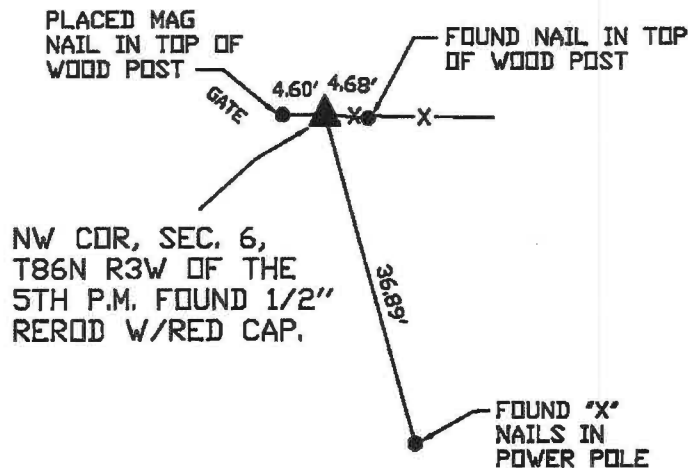 PLACED MAG
NAIL IN TOP OF
WOOD POST
FOUND NAIL IN TOP
OF WOOD POST
4.60' 4.68'
GATE
X X
NW COR, SEC. 6,
T86N R3W OF THE
5TH P.M. FOUND 1/2"
REROD W/RED CAP.
36.89'
FOUND "X"
NAILS IN
POWER POLE